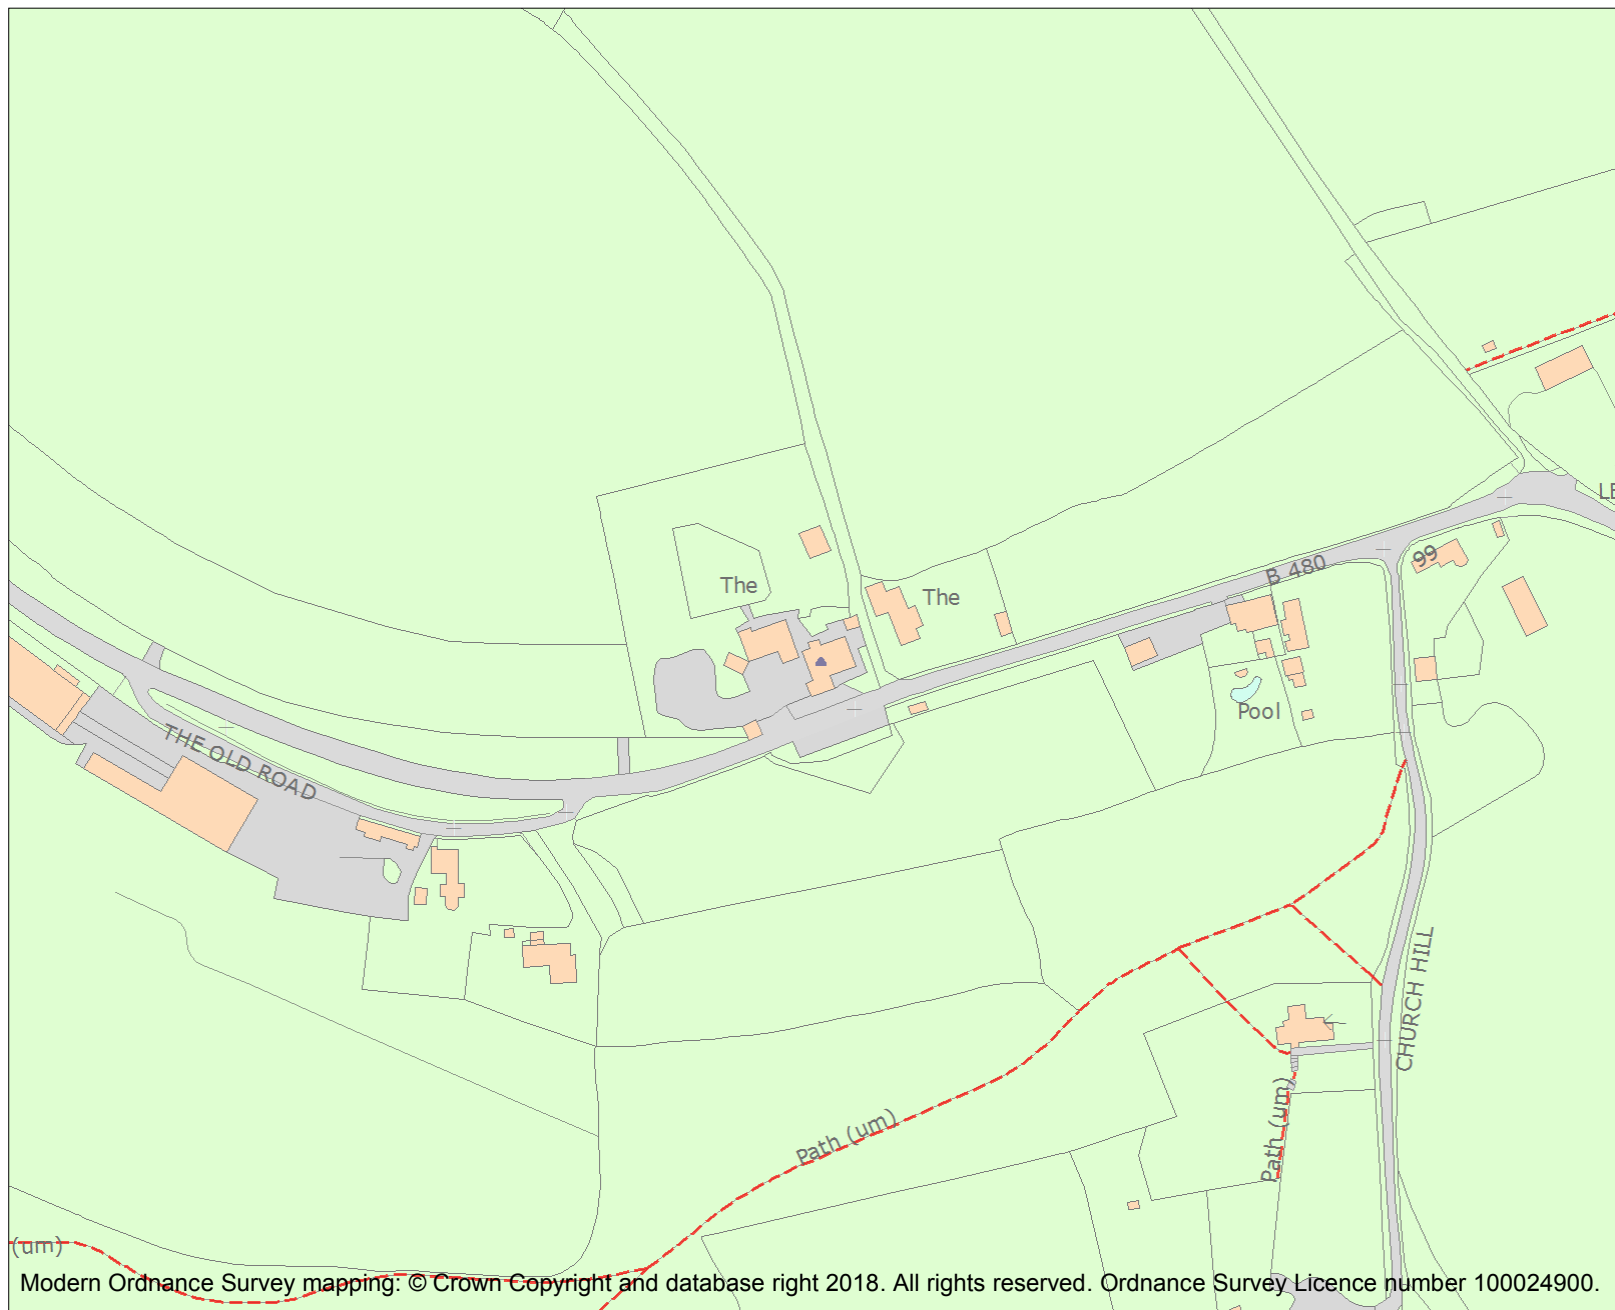 LE
99
B 480
The
The
Pool
THE OLD ROAD
CHURCH HILL
Path (um)
Path (um)
(um)
Modern Ordnance Survey mapping: © Crown Copyright and database right 2018. All rights reserved. Ordnance Survey Licence number 100024900.